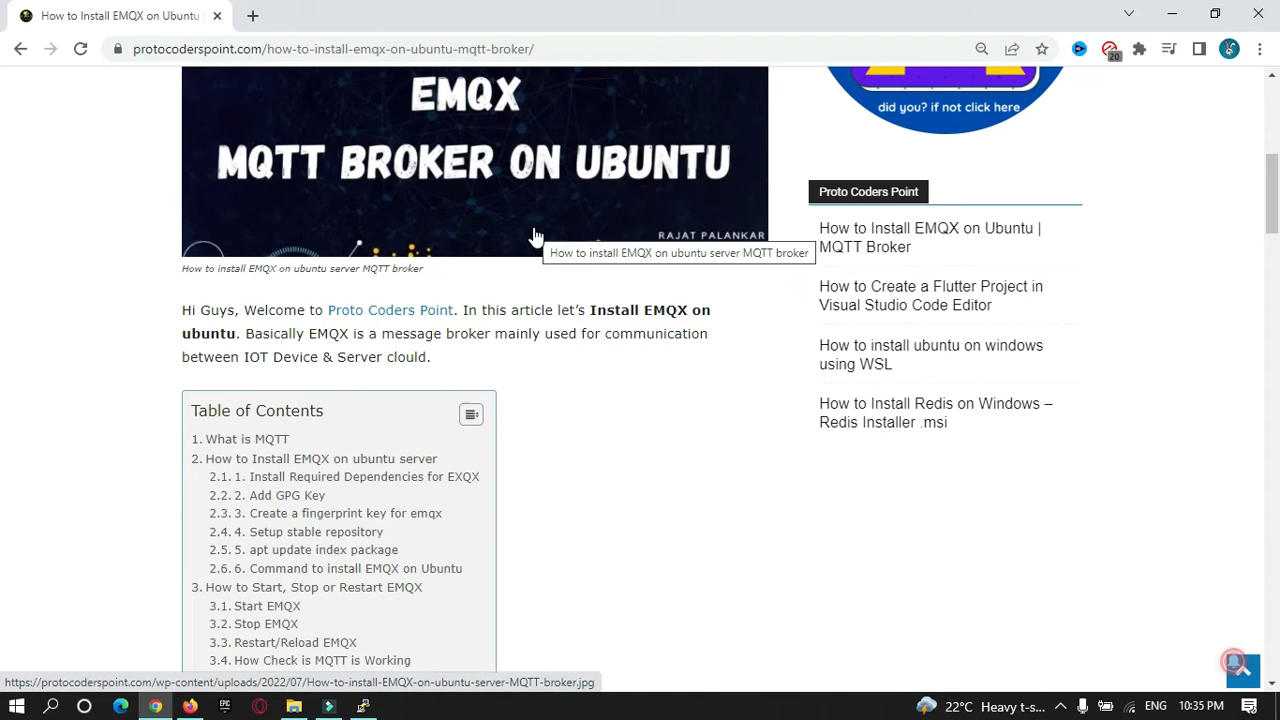 How to Install EMQX on Ubuntu
protocoderspoint.com/how-to-install-emqx-on-ubuntu-mqtt-broker/
20
EMQX
MQTT BROKER ON UBUNTU
RAJAT PALANKAR
How to install EMQX on ubuntu server MQTT broker
How to install EMQX on ubuntu server MQTT broker
Hi Guys, Welcome to Proto Coders Point. In this article let's Install EMQX on
ubuntu. Basically EMQX is a message broker mainly used for communication
between IOT Device & Server clould.
Table of Contents
1. What is MQTT
2. How to Install EMQX on ubuntu server
2.1. 1. Install Required Dependencies for EXQX
2.2. 2. Add GPG Key
2.3. 3. Create a fingerprint key for emqx
2.4. 4. Setup stable repository
2.5. 5. apt update index package
2.6. 6. Command to install EMQX on Ubuntu
3. How to Start, Stop or Restart EMQX
3.1. Start EMQX
3.2. Stop EMQX
3.3. Restart/Reload EMQX
3.4. How Check is MQTT is Working
did you? if not click here
Proto Coders Point
How to Install EMQX on Ubuntu |
MQTT Broker
How to Create a Flutter Project in
Visual Studio Code Editor
How to install ubuntu on windows
using WSL
How to Install Redis on Windows –
Redis Installer .msi
https://protocoderspoint.com/wp-content/uploads/2022/07/How-to-install-EMQX-on-ubuntu-server-MQTT-broker.jpg
EPIC
22°C Heavy t-s...
ENG
10:35 PM